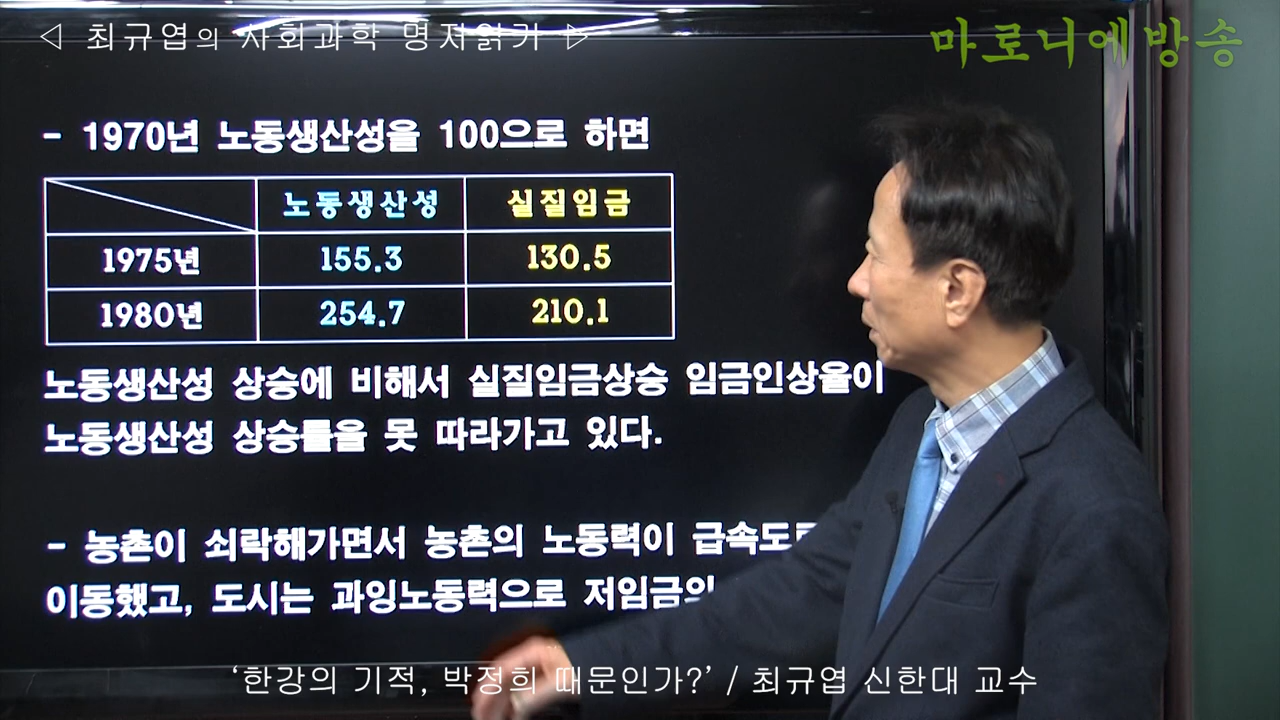 ◁ 최규엽의 사회과학 명저읽기 ▷
마로니에방송
- 1970년 노동생산성을 100으로 하면
노동생산성 실질임금
1975년 155.3 130.5
1980년 254.7 210.1
노동생산성 상승에 비해서 실질임금상승 임금인상율이
노동생산성 상승률을 못 따라가고 있다.
- 농촌이 쇠락해가면서 농촌의 노동력이
이동했고, 도시는 과잉노동력으로 저임금의
‘한강의 기적, 박정희 때문인가?’ / 최규엽 신한대 교수